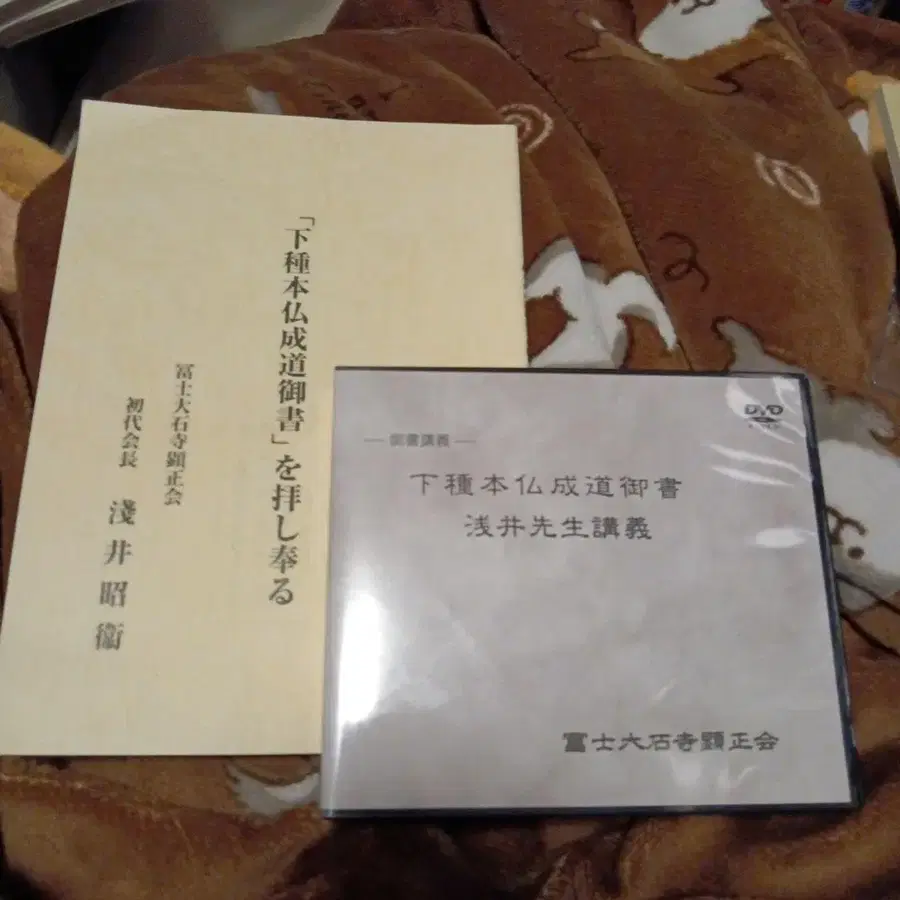 「下種本仏成道御書」を拝し奉る
冨士大石寺顕正会
初代会長 淺井昭衞
DVD
― 御書講義 ―
下種本仏成道御書
浅井先生講義
冨士大石寺顕正会